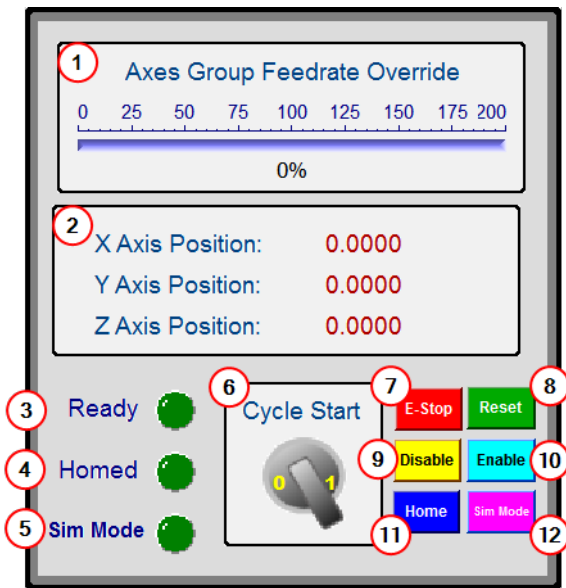 1
Axes Group Feedrate Override
0 25 50 75 100 125 150 175 200
0%
2
X Axis Position: 0.0000
Y Axis Position: 0.0000
Z Axis Position: 0.0000
3 Ready
4 Homed
5 Sim Mode
6
Cycle Start
0 1
7 E-Stop
Reset 8
9 Disable
Enable 10
Home 11
Sim Mode 12